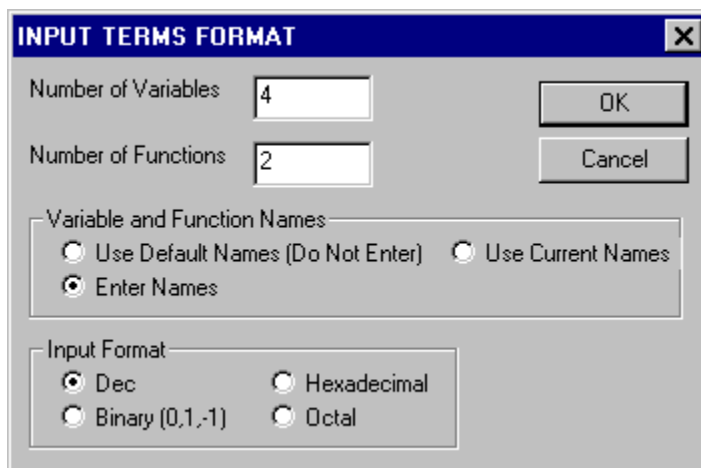 INPUT TERMS FORMAT
Number of Variables 4 OK
Number of Functions 2 Cancel
Variable and Function Names
Use Default Names (Do Not Enter) Use Current Names
Enter Names
Input Format
Dec Hexadecimal
Binary (0,1,-1) Octal